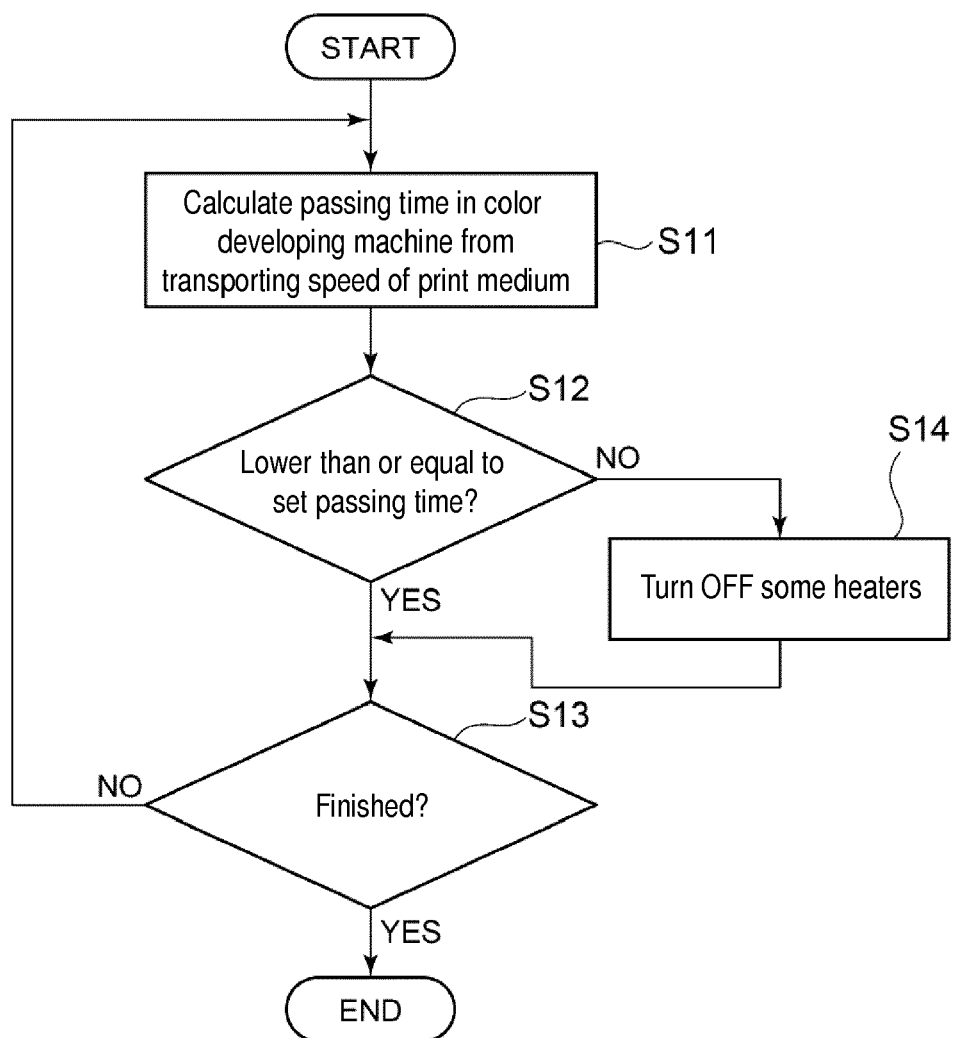 START
Calculate passing time in color
developing machine from
transporting speed of print medium
S11
S12
Lower than or equal to
set passing time?
NO
S14
Turn OFF some heaters
YES
S13
NO
Finished?
YES
END